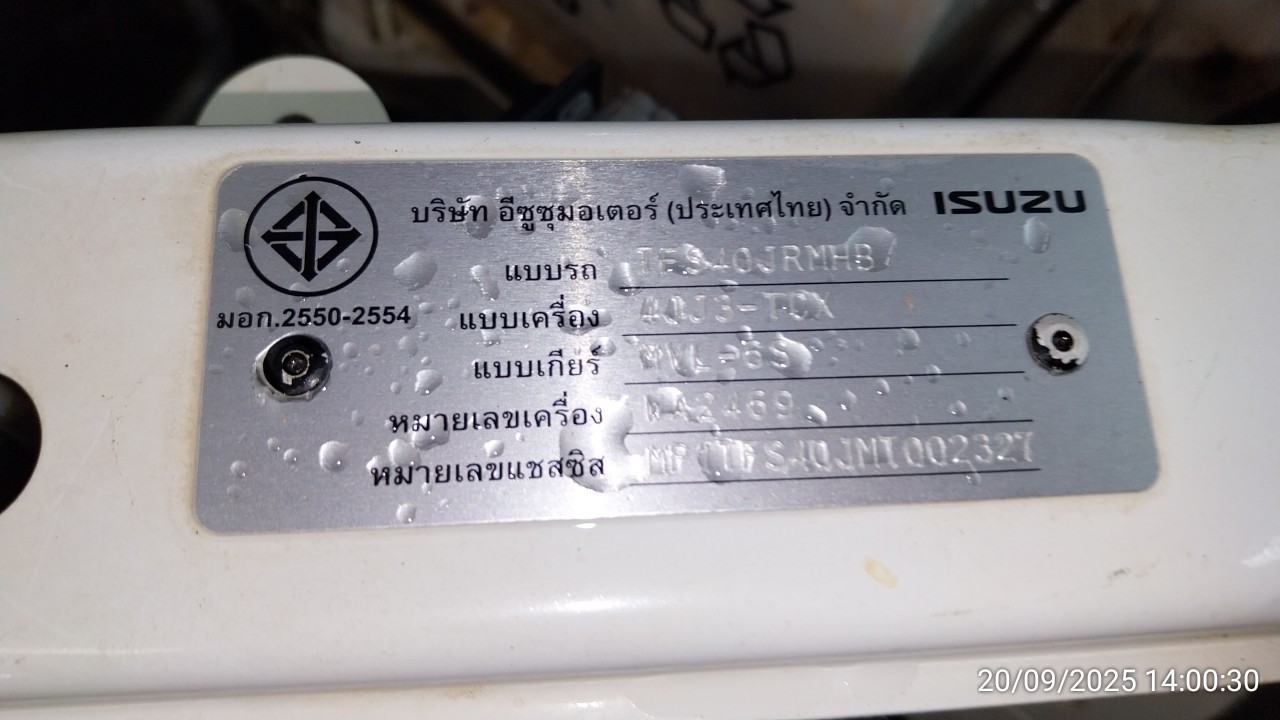 บริษัท อีซูซุมอเตอร์ (ประเทศไทย) จำกัด ISUZU
แบบรถ TFS40JRMHB
มอก.2550-2554
แบบเครื่อง 4QJ3-TCX
แบบเกียร์
หมายเลขเครื่อง
หมายเลขแชสซิส
20/09/2025 14:00:30